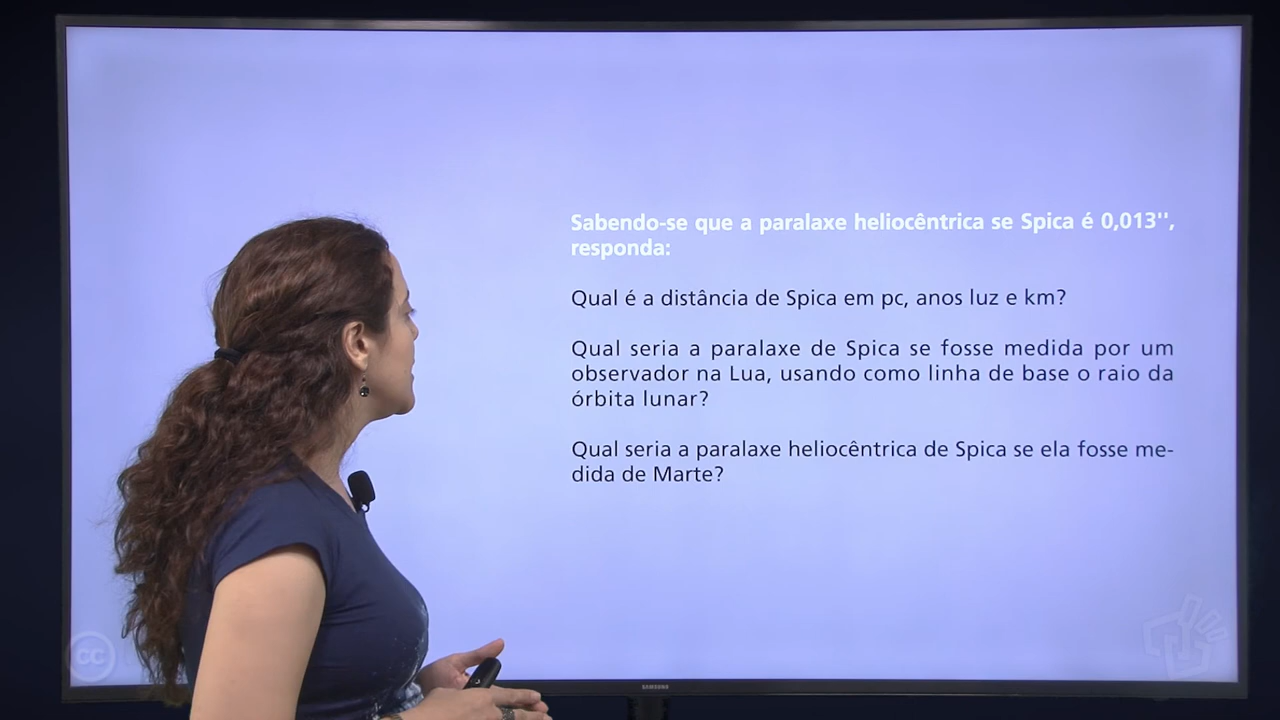 Sabendo-se que a paralaxe heliocêntrica se Spica é 0,013'',
responda:
Qual é a distância de Spica em pc, anos luz e km?
Qual seria a paralaxe de Spica se fosse medida por um
observador na Lua, usando como linha de base o raio da
órbita lunar?
Qual seria a paralaxe heliocêntrica de Spica se ela fosse me-
dida de Marte?
cc
SAMSUNG